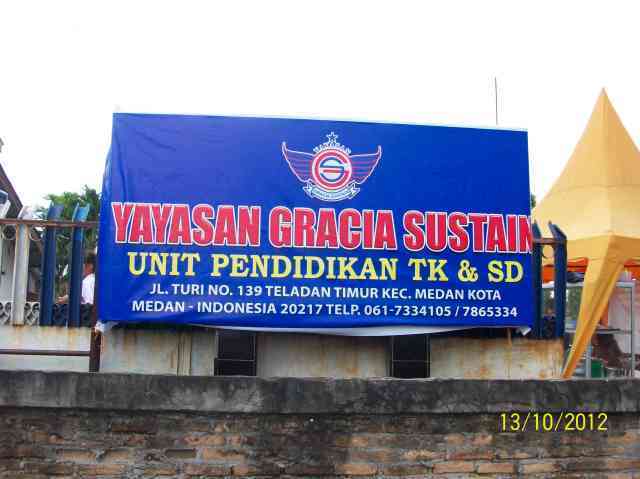 YAYASAN
YAYASAN GRACIA SUSTAIN
UNIT PENDIDIKAN TK & SD
JL. TURI NO. 139 TELADAN TIMUR KEC. MEDAN KOTA
MEDAN - INDONESIA 20217 TELP. 061-7334105 / 7865334
13/10/2012